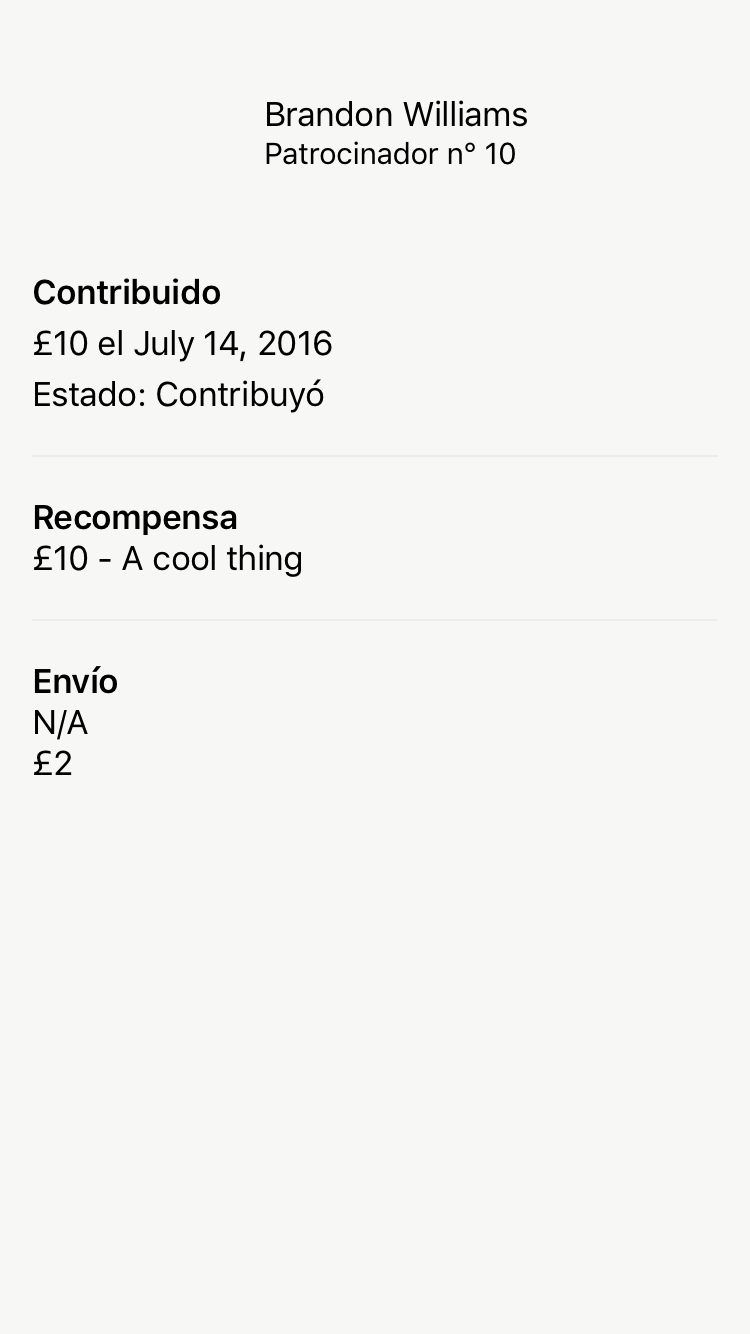 Brandon Williams
Patrocinador n° 10
Contribuido
£10 el July 14, 2016
Estado: Contribuyó
Recompensa
£10 - A cool thing
Envío
N/A
£2